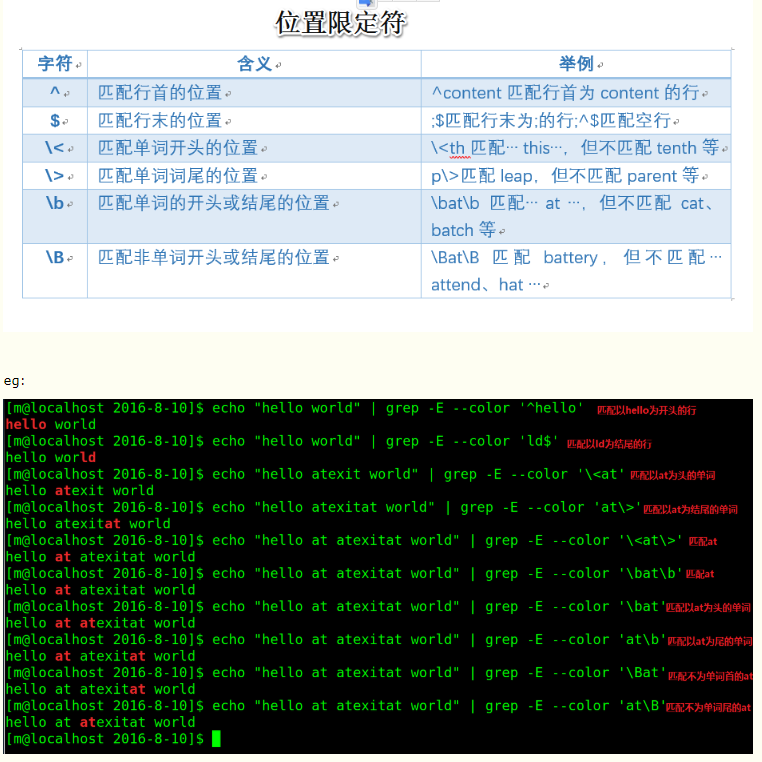 位置限定符
字符 含义 举例
^ 匹配行首的位置 ^content 匹配行首为 content 的行
$ 匹配行末的位置 ;$匹配行末为;的行;^$匹配空行
\< 匹配单词开头的位置 \<th 匹配… this…，但不匹配 tenth 等
\> 匹配单词词尾的位置 p\>匹配 leap，但不匹配 parent 等
\b 匹配单词的开头或结尾的位置 \bat\b 匹配… at …，但不匹配 cat、
batch 等
\B 匹配非单词开头或结尾的位置 \Bat\B 匹配 battery，但不匹配…
attend、hat …
eg:
[m@localhost 2016-8-10]$ echo "hello world" | grep -E --color '^hello' 匹配以hello为开头的行
hello world
[m@localhost 2016-8-10]$ echo "hello world" | grep -E --color 'ld$' 匹配以ld为结尾的行
hello world
[m@localhost 2016-8-10]$ echo "hello atexit world" | grep -E --color '\<at' 匹配以at为头的单词
hello atexit world
[m@localhost 2016-8-10]$ echo "hello atexitat world" | grep -E --color 'at\>' 匹配以at为结尾的单词
hello atexitat world
[m@localhost 2016-8-10]$ echo "hello at atexitat world" | grep -E --color '\<at\>' 匹配at
hello at atexitat world
[m@localhost 2016-8-10]$ echo "hello at atexitat world" | grep -E --color '\bat\b' 匹配at
hello at atexitat world
[m@localhost 2016-8-10]$ echo "hello at atexitat world" | grep -E --color '\bat' 匹配以at为头的单词
hello at atexitat world
[m@localhost 2016-8-10]$ echo "hello at atexitat world" | grep -E --color 'at\b' 匹配以at为尾的单词
hello at atexitat world
[m@localhost 2016-8-10]$ echo "hello at atexitat world" | grep -E --color '\Bat' 匹配不为单词首的at
hello at atexitat world
[m@localhost 2016-8-10]$ echo "hello at atexitat world" | grep -E --color 'at\B' 匹配不为单词尾的at
hello at atexitat world
[m@localhost 2016-8-10]$